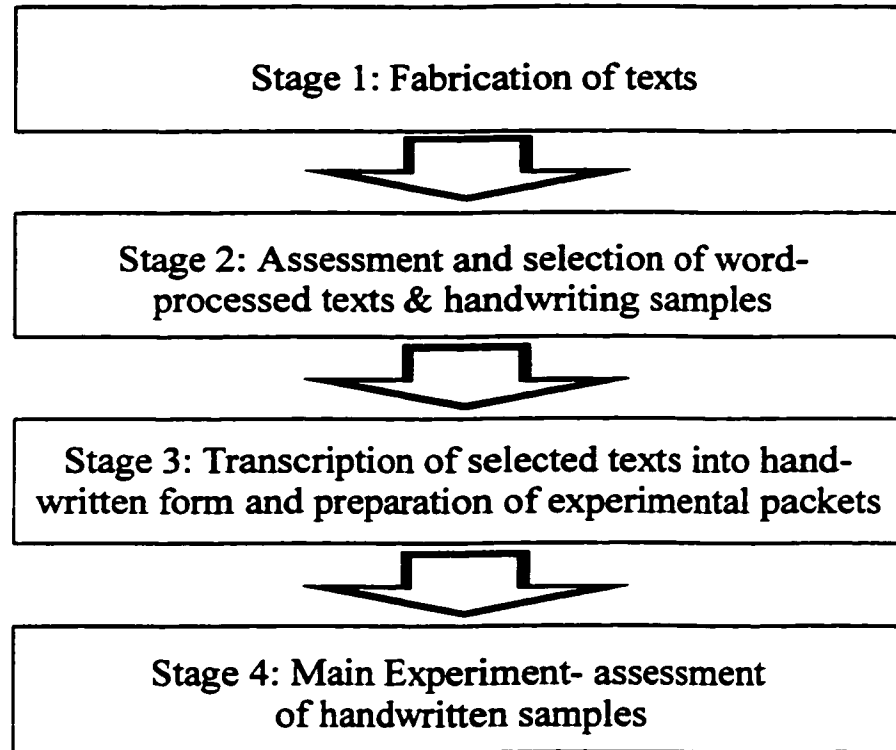 Stage 1: Fabrication of texts
Stage 2: Assessment and selection of word-
processed texts & handwriting samples
Stage 3: Transcription of selected texts into hand-
written form and preparation of experimental packets
Stage 4: Main Experiment- assessment
of handwritten samples